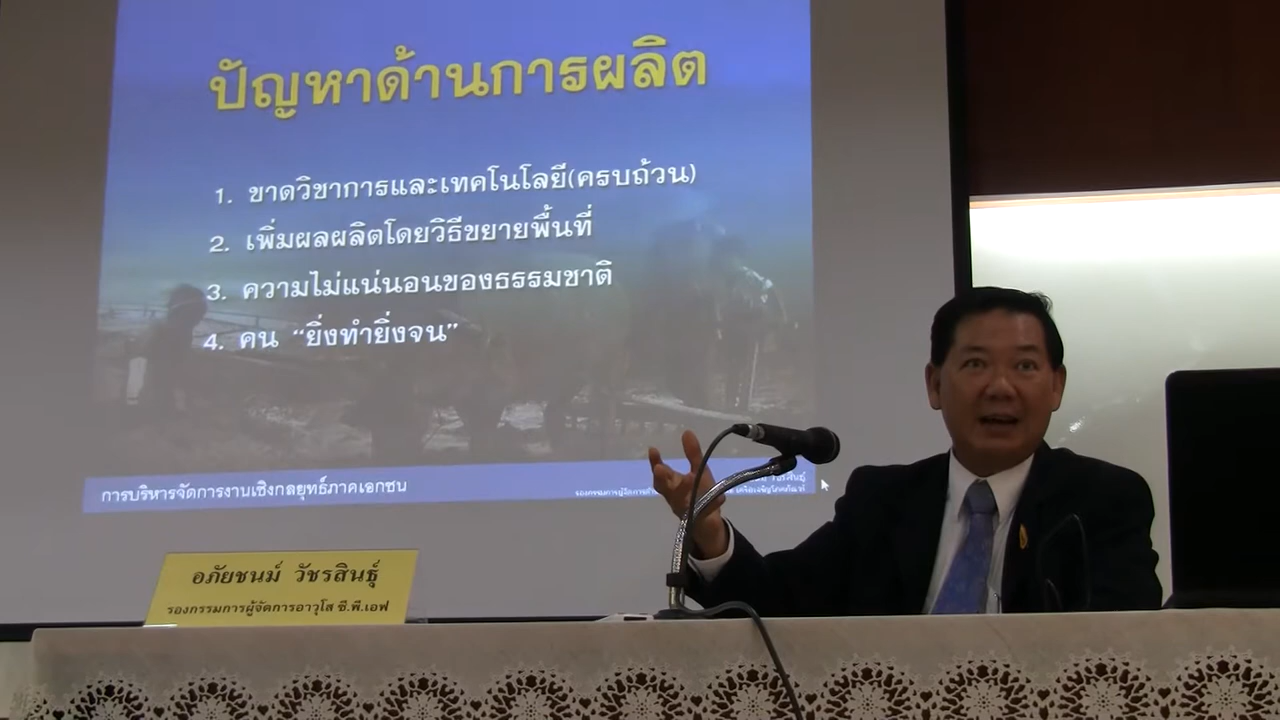 ปัญหาด้านการผลิต
1. ขาดวิขาการและเทคโนโลยี(ครบถ้วน)
2. เพิ่มผลผลิตโดยวิธีขยายพื้นที่
3. ความไม่แน่นอนของธรรมชาติ
4. คน “ยิ่งทำยิ่งจน”
การบริหารจัดการงานเชิงกลยุทธ์ภาคเอกชน
อภัยชนม์ วัชรสินธุ์
รองกรรมการผู้จัดการอาวุโส ซี.พี.เอฟ